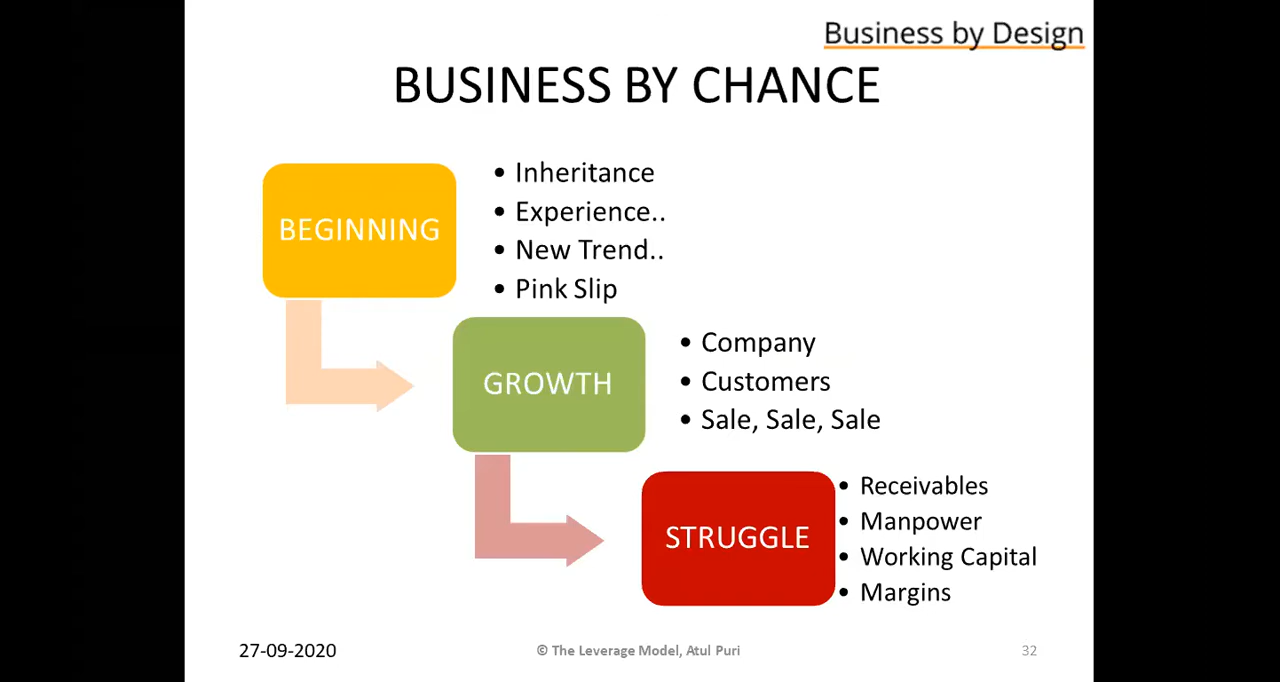 Business by Design
BUSINESS BY CHANCE
BEGINNING
• Inheritance
• Experience..
• New Trend..
• Pink Slip
GROWTH
• Company
• Customers
• Sale, Sale, Sale
STRUGGLE
• Receivables
• Manpower
• Working Capital
• Margins
27-09-2020
© The Leverage Model, Atul Puri
32